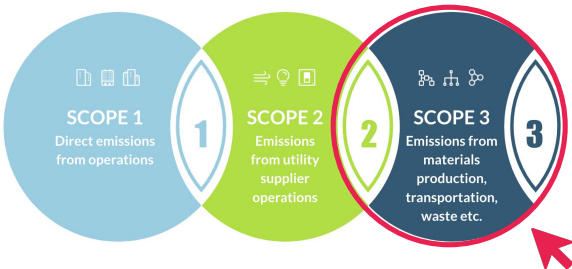 SCOPE 1
Direct emissions
from operations
1
SCOPE 2
Emissions
from utility
supplier
operations
2
SCOPE 3
Emissions from
materials
production,
transportation,
waste etc.
3